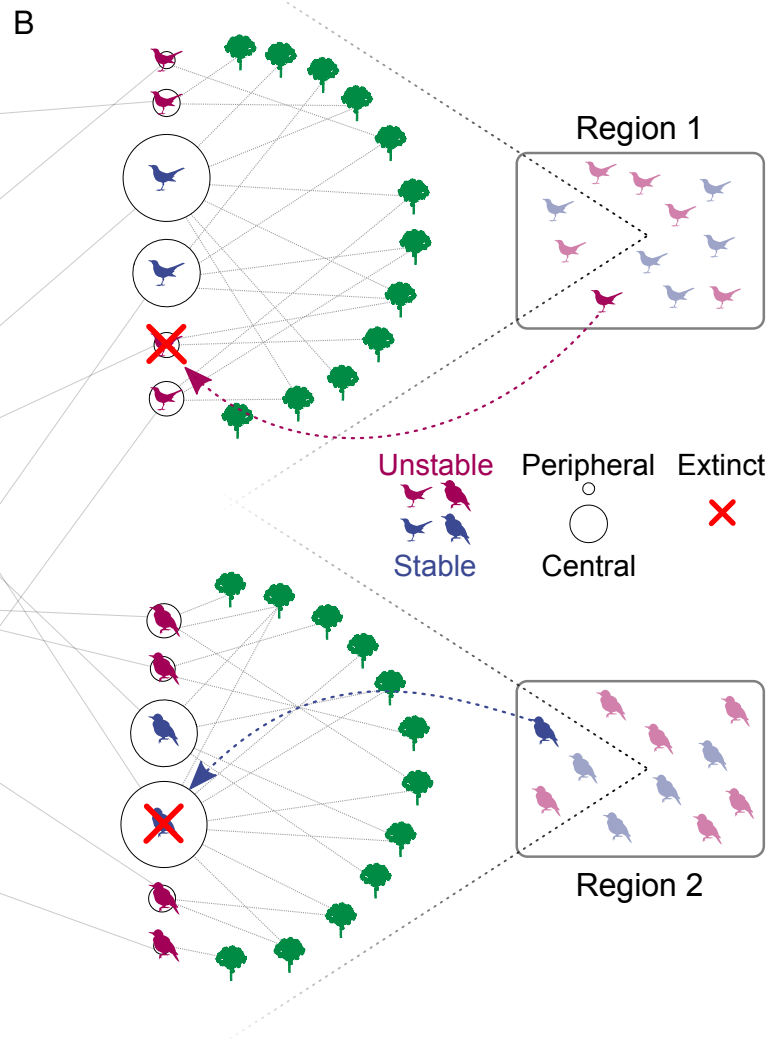 B
Region 1
Unstable Peripheral Extinct
Stable Central
Region 2